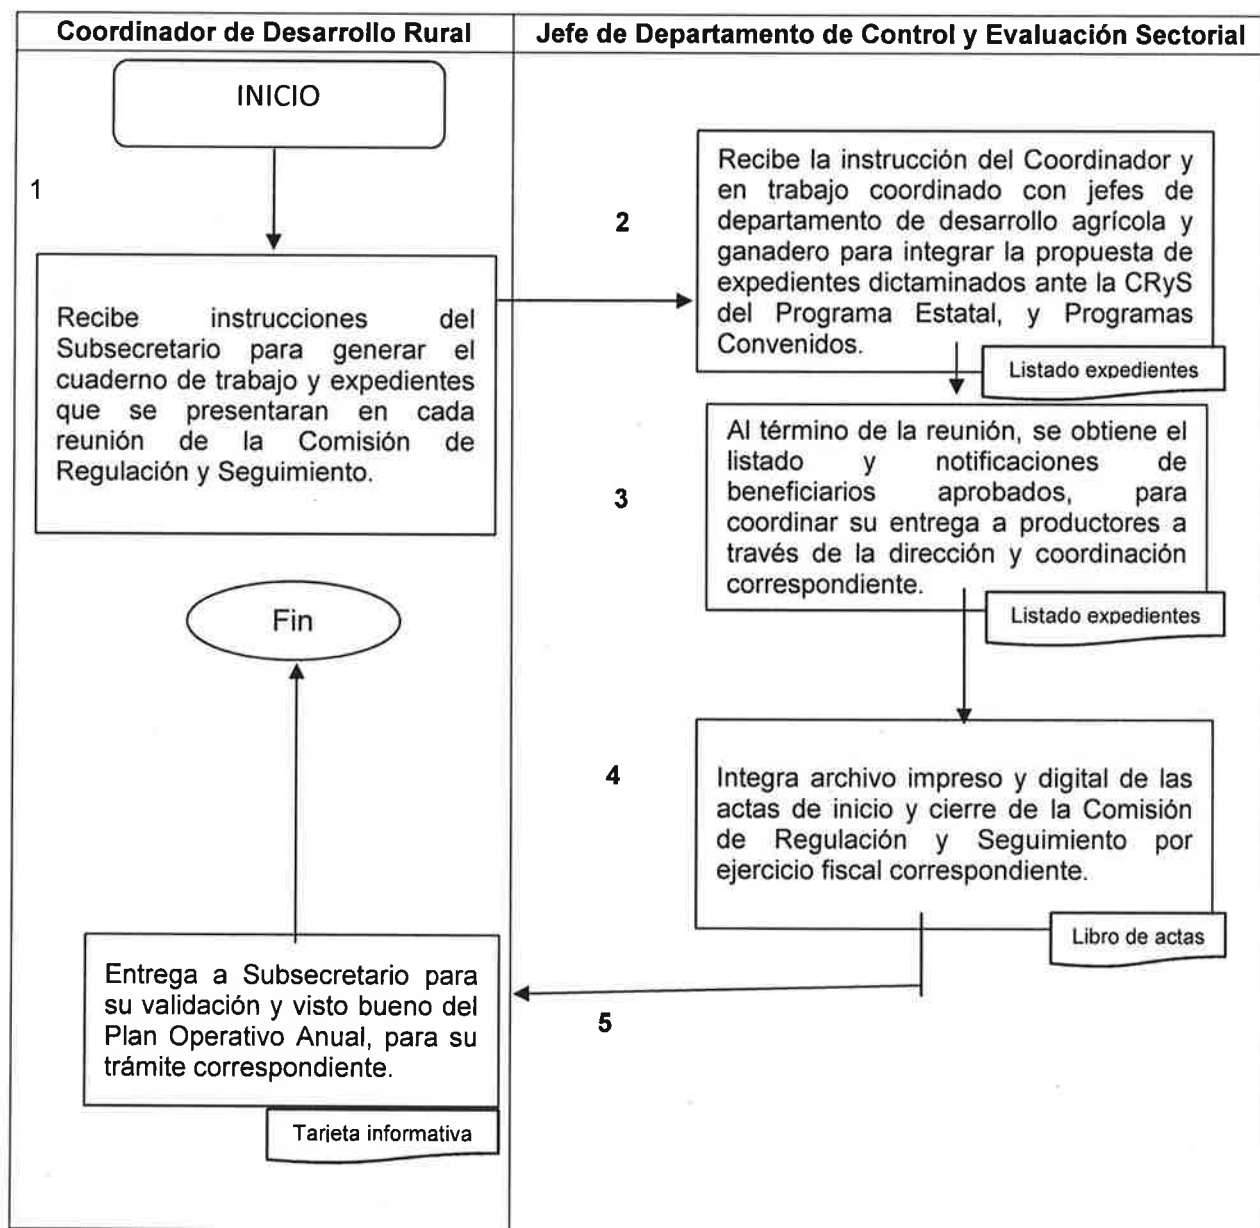 Coordinador de Desarrollo Rural
Jefe de Departamento de Control y Evaluación Sectorial
INICIO
1
Recibe instrucciones del
Subsecretario para generar el
cuaderno de trabajo y expedientes
que se presentaran en cada
reunión de la Comisión de
Regulación y Seguimiento.
2
Recibe la instrucción del Coordinador y
en trabajo coordinado con jefes de
departamento de desarrollo agrícola y
ganadero para integrar la propuesta de
expedientes dictaminados ante la CRyS
del Programa Estatal, y Programas
Convenidos.
Listado expedientes
3
Al término de la reunión, se obtiene el
listado y notificaciones de
beneficiarios aprobados, para
coordinar su entrega a productores a
través de la dirección y coordinación
correspondiente.
Listado expedientes
4
Integra archivo impreso y digital de las
actas de inicio y cierre de la Comisión
de Regulación y Seguimiento por
ejercicio fiscal correspondiente.
Libro de actas
5
Entrega a Subsecretario para
su validación y visto bueno del
Plan Operativo Anual, para su
trámite correspondiente.
Tarjeta informativa
Fin